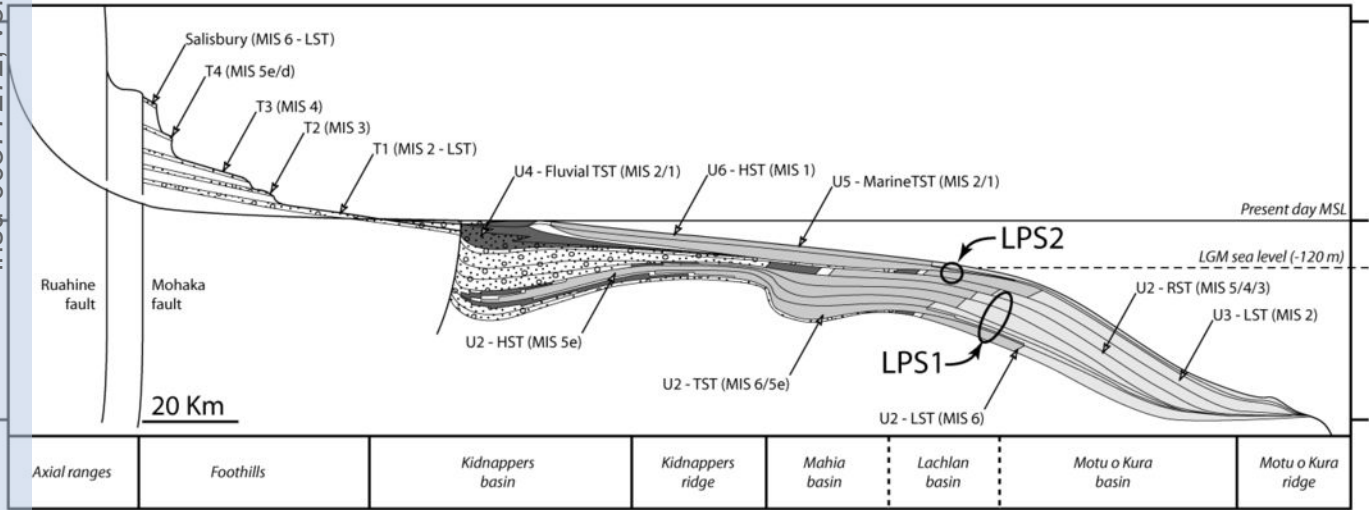 Salisbury (MIS 6 - LST)
T4 (MIS 5e/d)
T3 (MIS 4)
T2 (MIS 3)
T1 (MIS 2 - LST)
U4 - Fluvial TST (MIS 2/1)
U6 - HST (MIS 1)
U5 - MarineTST (MIS 2/1)
Present day MSL
LPS2
LGM sea level (-120 m)
Ruahine
fault
Mohaka
fault
U2 - RST (MIS 5/4/3)
U3 - LST (MIS 2)
U2 - HST (MIS 5e)
LPS1
U2 - TST (MIS 6/5e)
U2 - LST (MIS 6)
20 Km
Axial ranges
Foothills
Kidnappers
basin
Kidnappers
ridge
Mahia
basin
Lachlan
basin
Motu o Kura
basin
Motu o Kura
ridge